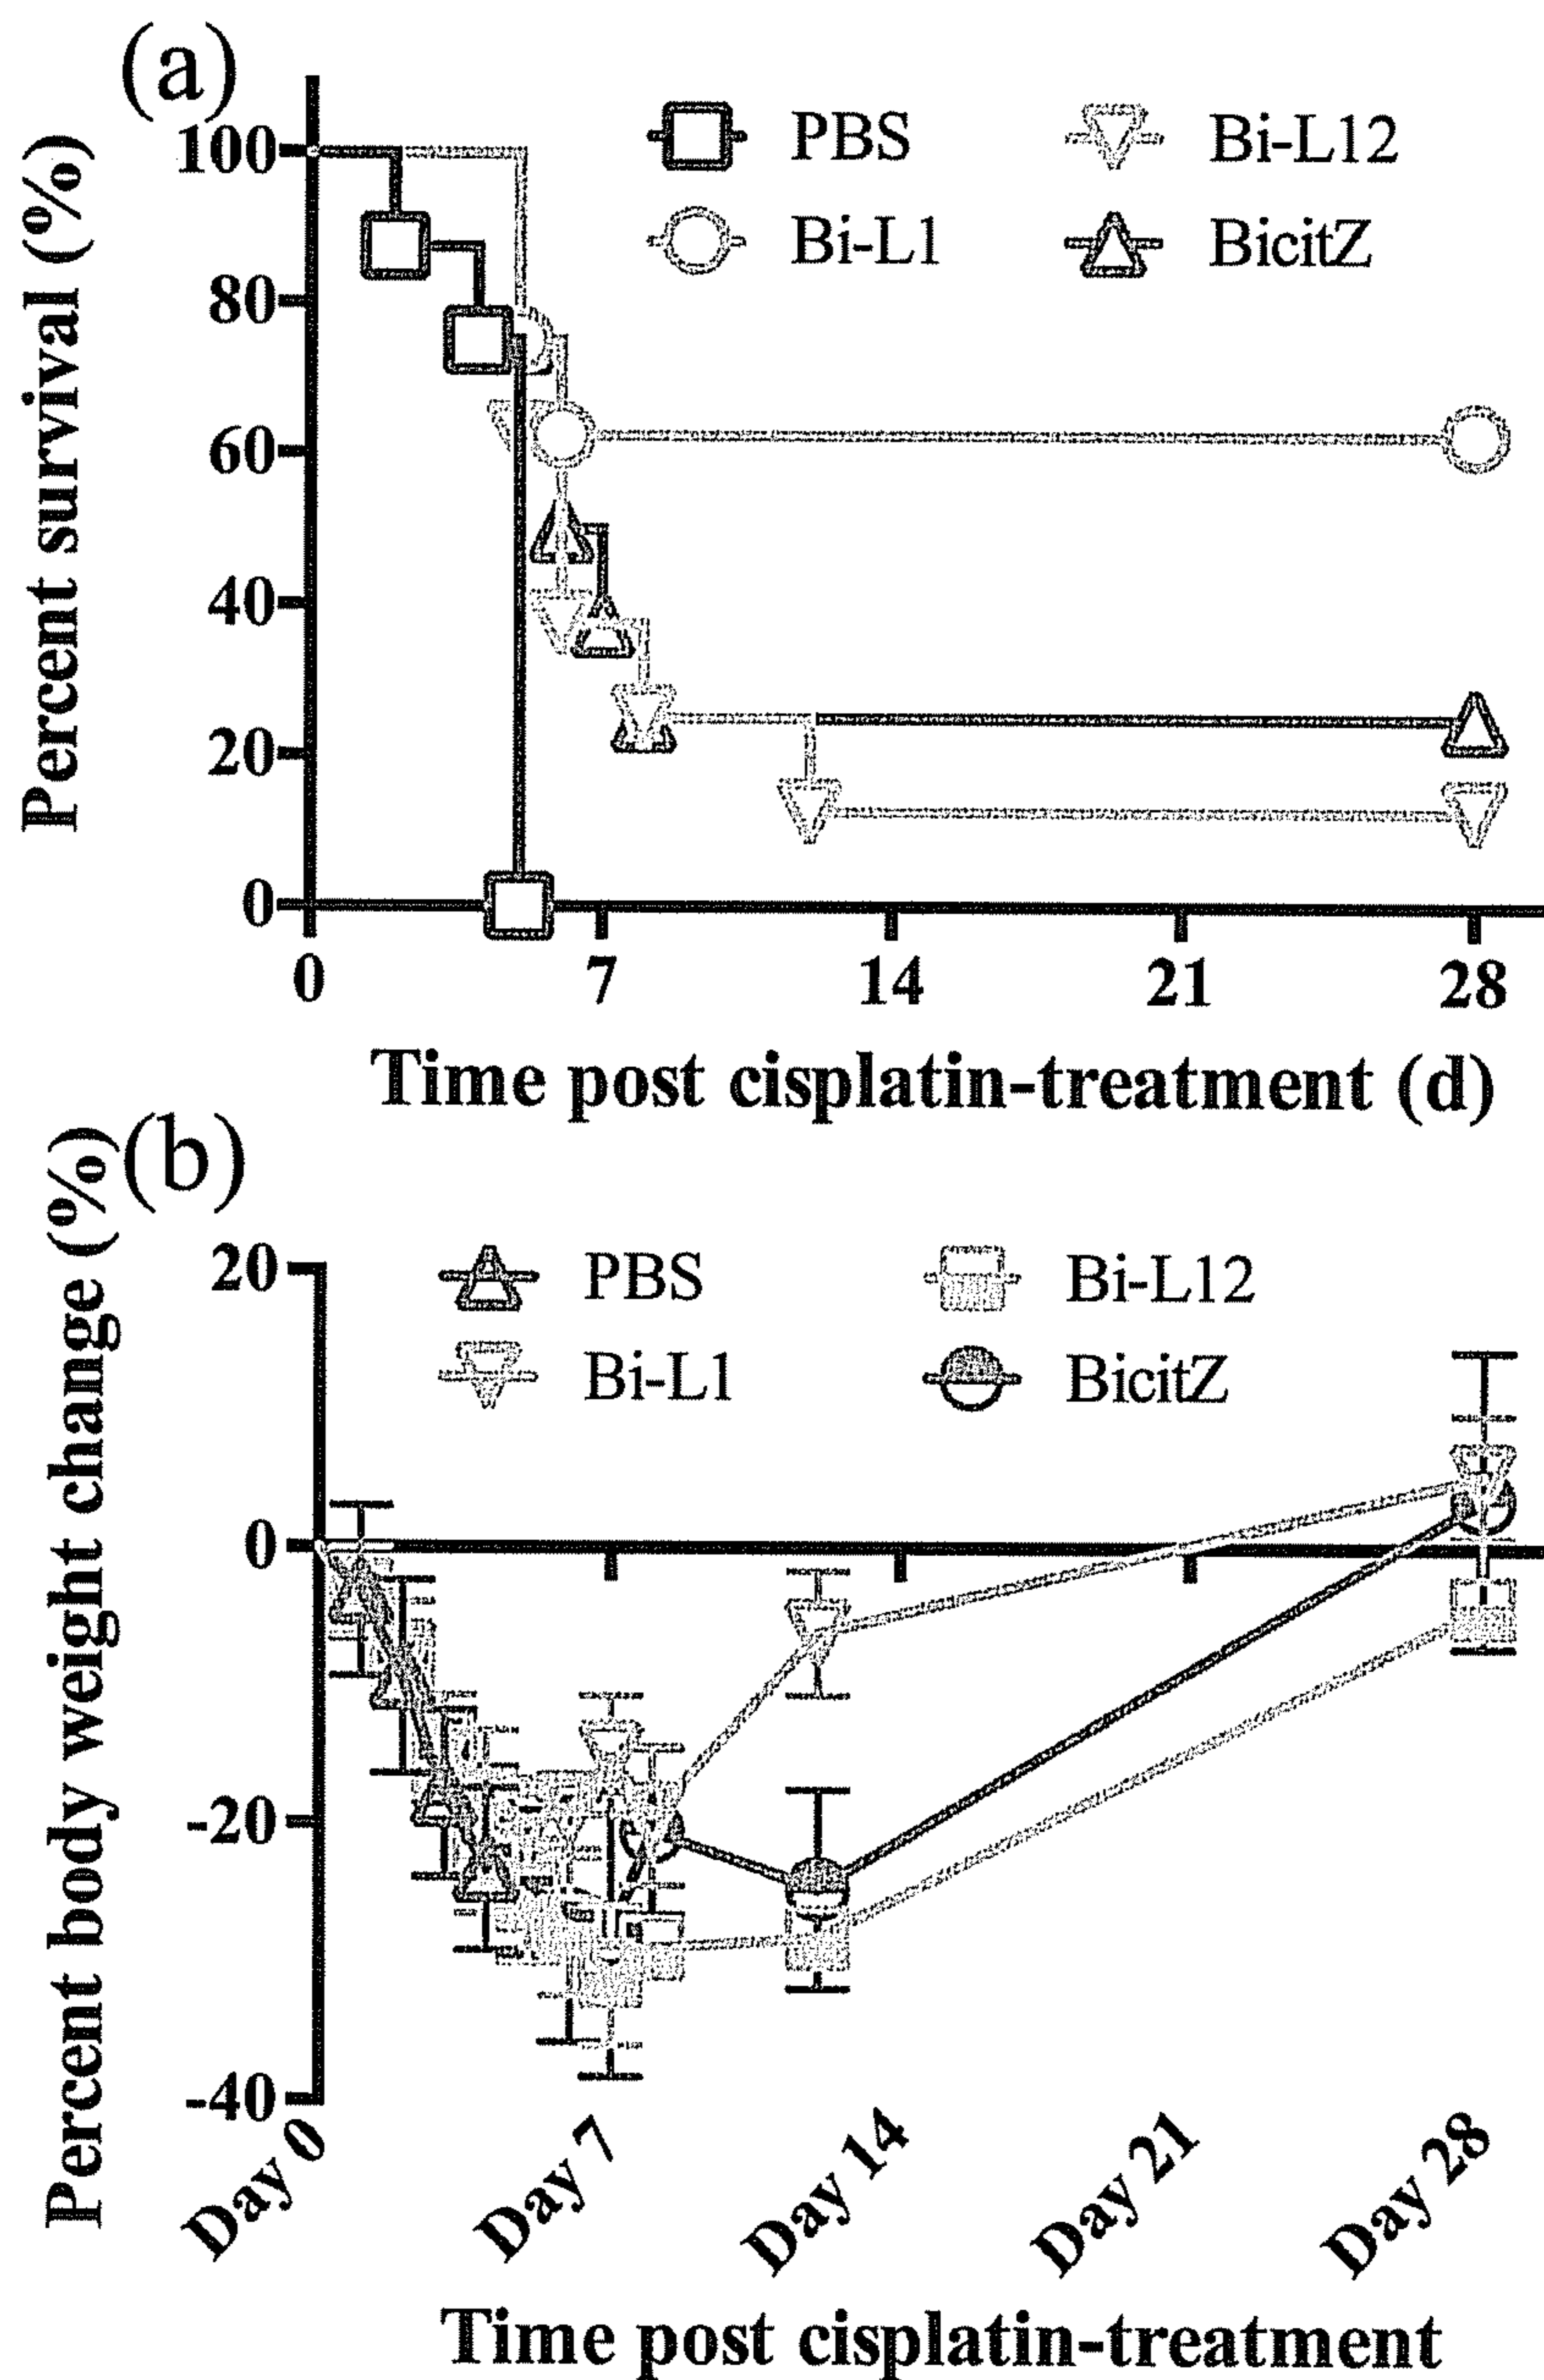 (a)
Percent survival (%)
100
80
60
40
20
0
PBS
Bi-L12
Bi-L1
BicitZ
0 7 14 21 28
Time post cisplatin-treatment (d)
(b)
Percent body weight change (%)
20
0
-20
-40
PBS
Bi-L12
Bi-L1
BicitZ
Day 0 Day 7 Day 14 Day 21 Day 28
Time post cisplatin-treatment